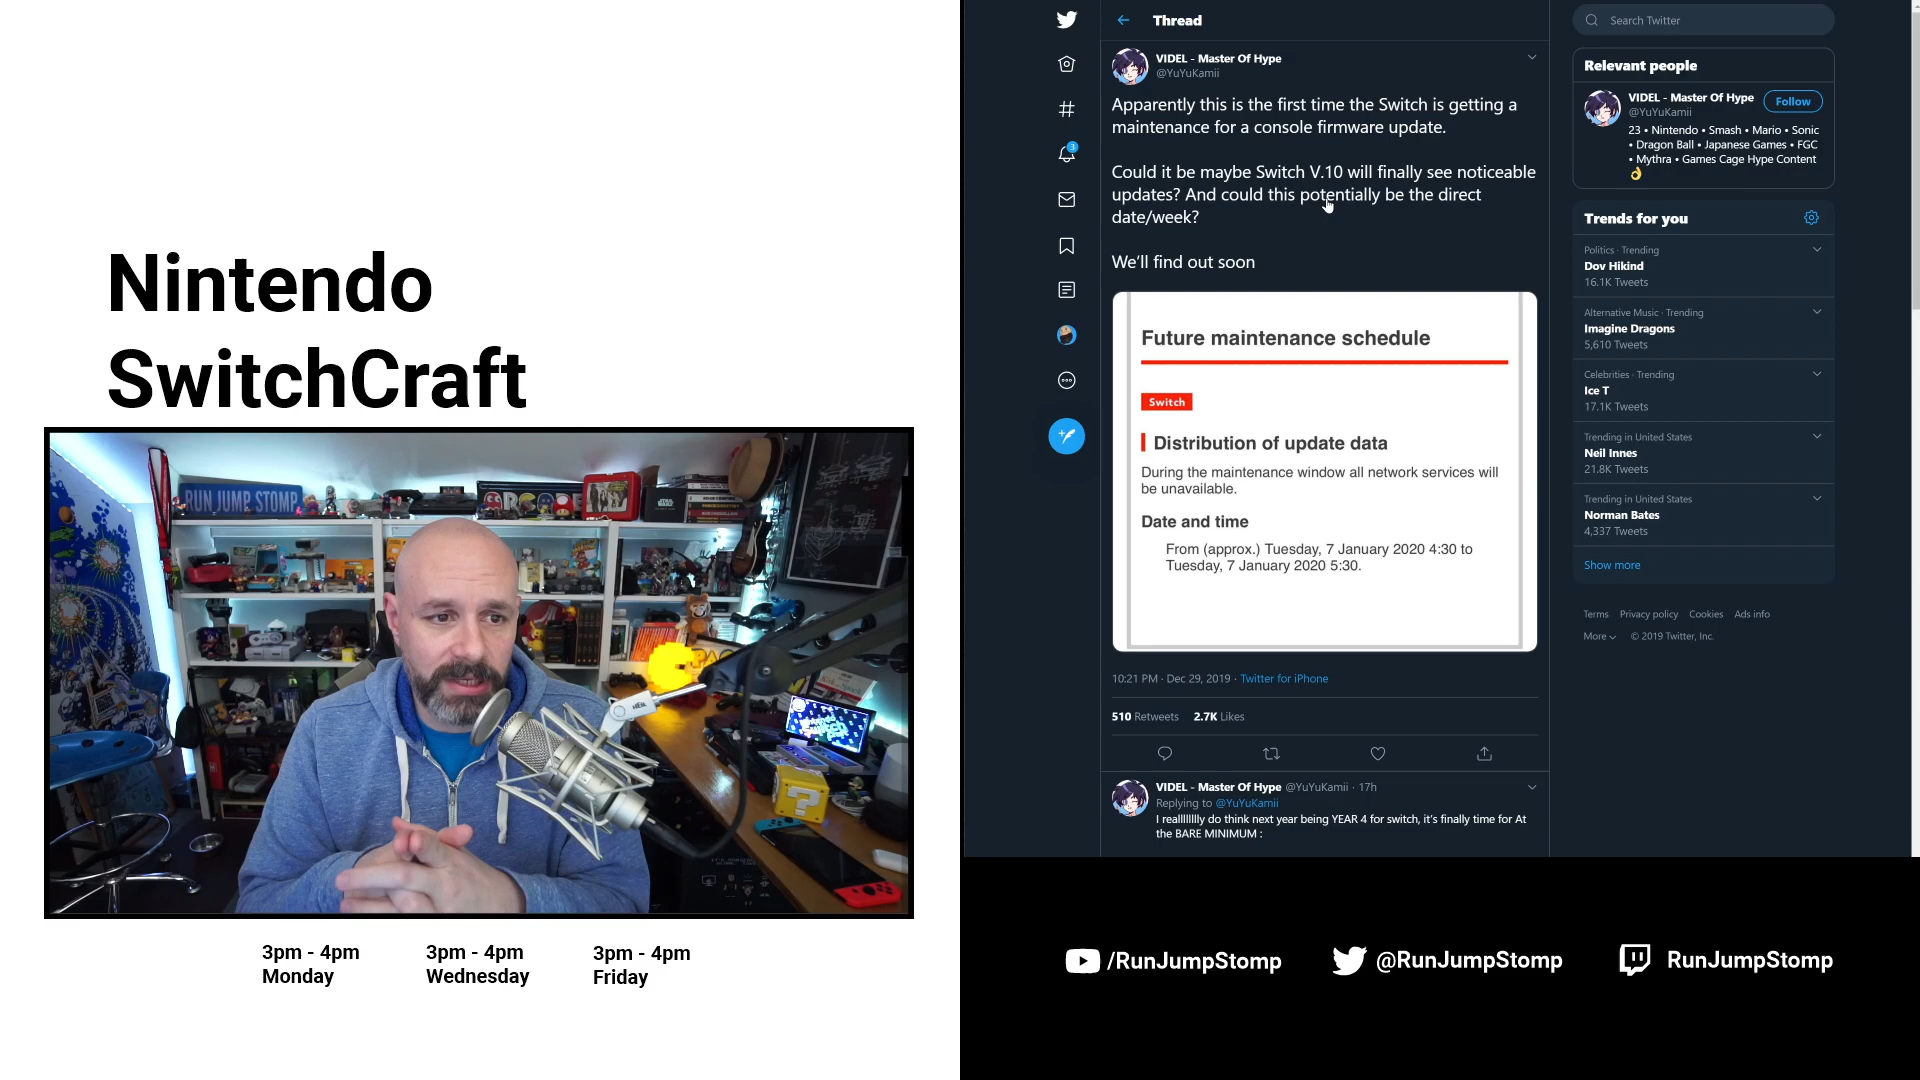 Nintendo
SwitchCraft
RUN JUMP STOMP
3pm - 4pm
Monday
3pm - 4pm
Wednesday
3pm - 4pm
Friday
Thread
VIDEL - Master Of Hype
@YuYuKamii
Apparently this is the first time the Switch is getting a
maintenance for a console firmware update.
Could it be maybe Switch V.10 will finally see noticeable
updates? And could this potentially be the direct
date/week?
We'll find out soon
Future maintenance schedule
Switch
Distribution of update data
During the maintenance window all network services will
be unavailable.
Date and time
From (approx.) Tuesday, 7 January 2020 4:30 to
Tuesday, 7 January 2020 5:30.
10:21 PM · Dec 29, 2019 · Twitter for iPhone
510 Retweets 2.7K Likes
VIDEL - Master Of Hype @YuYuKamii · 17h
Replying to @YuYuKamii
I reallllllllly do think next year being YEAR 4 for switch, it's finally time for At
the BARE MINIMUM :
3
Search Twitter
Relevant people
VIDEL - Master Of Hype
Follow
@YuYuKamii
23 • Nintendo • Smash • Mario • Sonic
• Dragon Ball • Japanese Games • FGC
• Mythra • Games Cage Hype Content
👌
Trends for you
Politics · Trending
Dov Hikind
16.1K Tweets
Alternative Music · Trending
Imagine Dragons
5,610 Tweets
Celebrities · Trending
Ice T
17.1K Tweets
Trending in United States
Neil Innes
21.8K Tweets
Trending in United States
Norman Bates
4,337 Tweets
Show more
Terms Privacy policy Cookies Ads info
More © 2019 Twitter, Inc.
/RunJumpStomp
@RunJumpStomp
RunJumpStomp